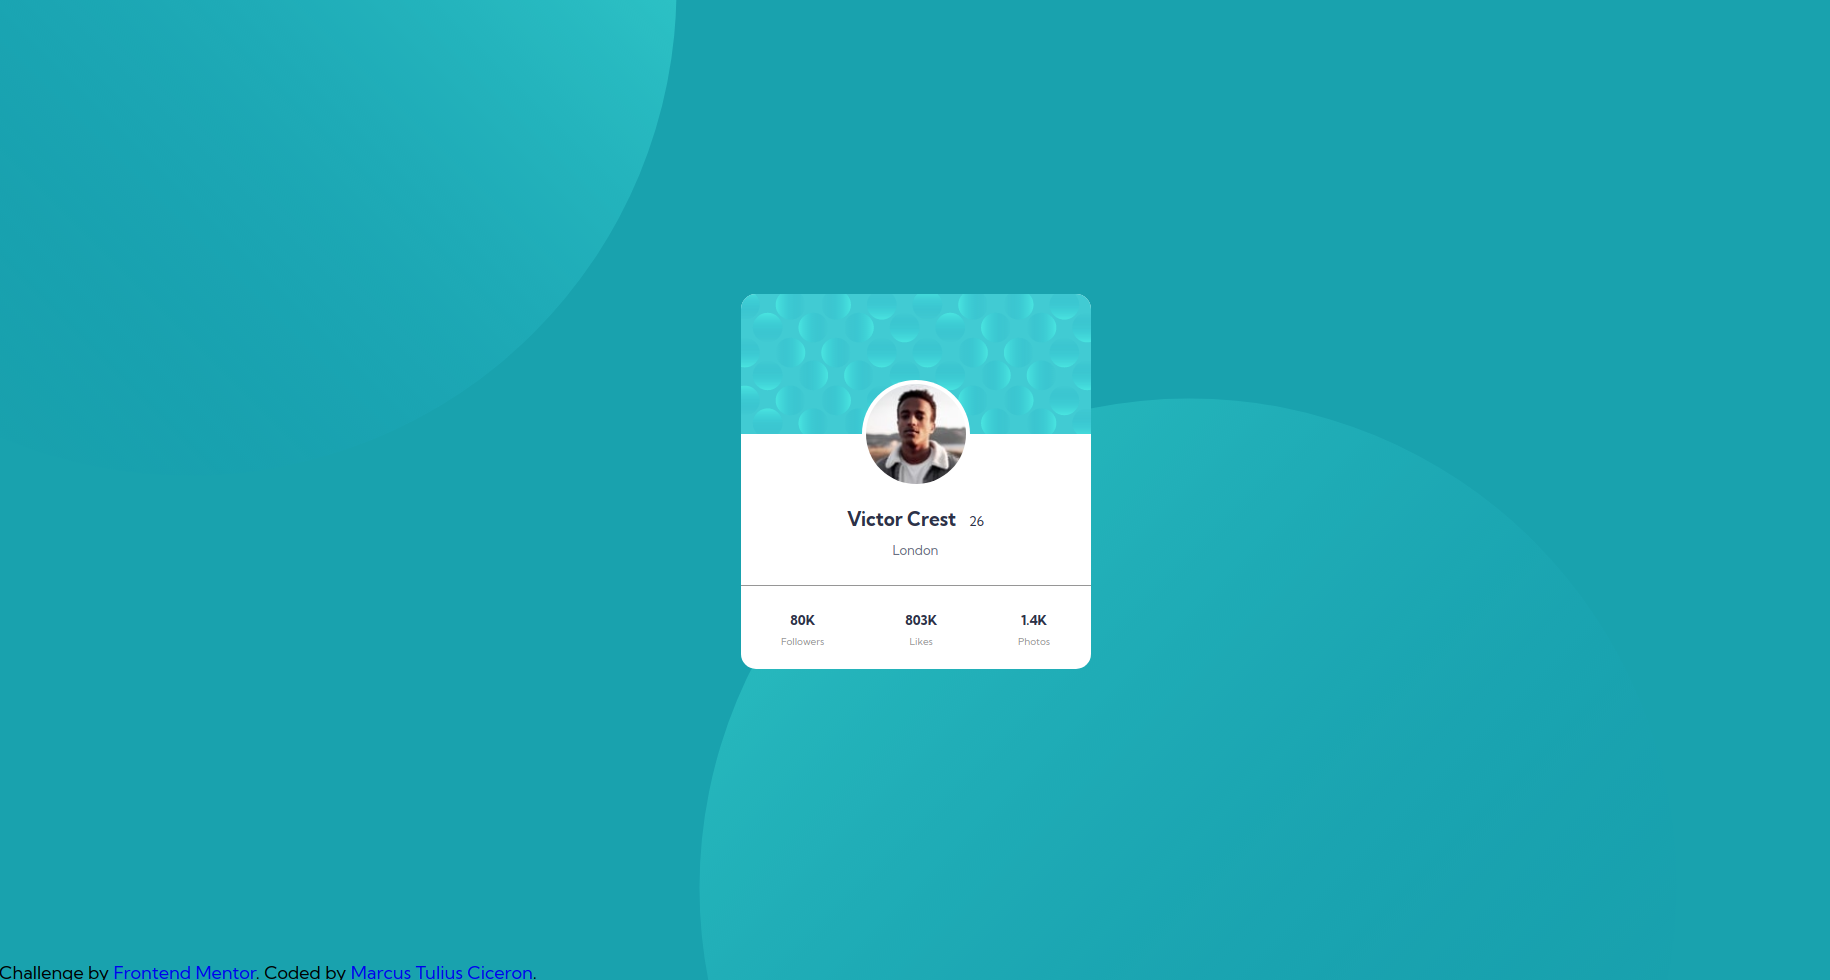 Victor Crest 26
London
80K 803K 1.4K
Followers Likes Photos
Challenge by Frontend Mentor. Coded by Marcus Tulius Ciceron.